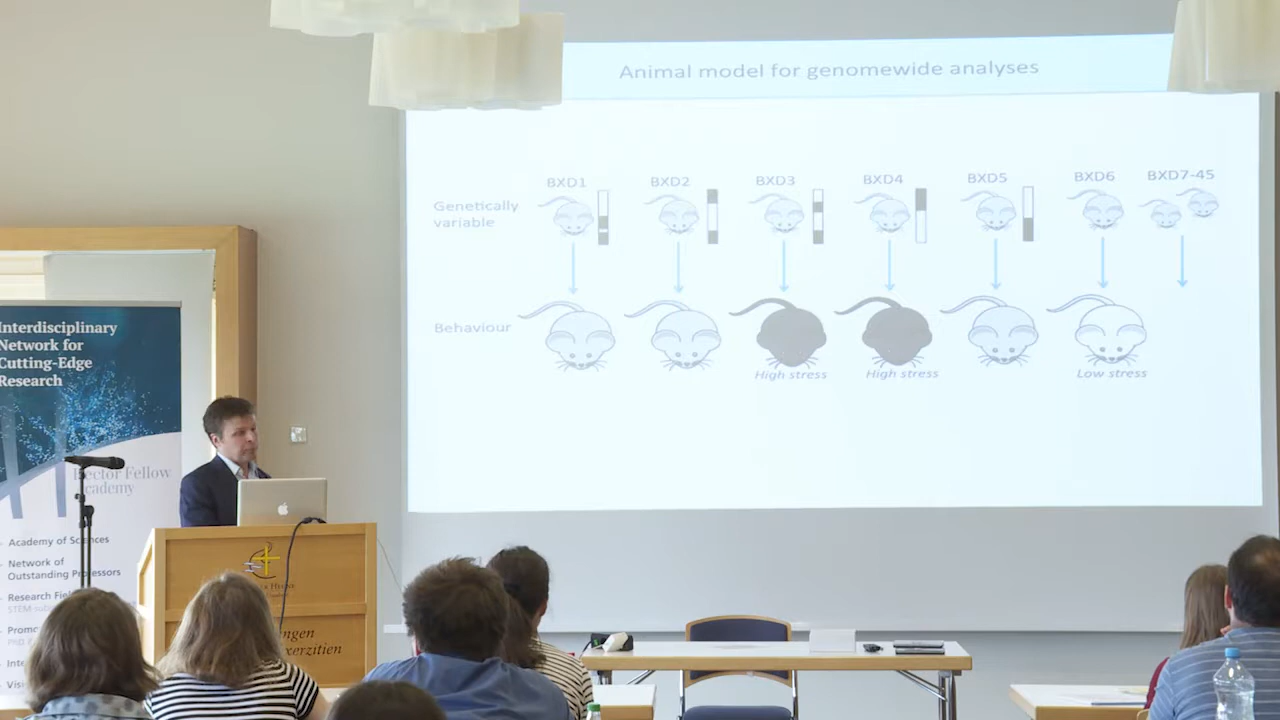 Animal model for genomewide analyses
BXD1 BXD2 BXD3 BXD4 BXD5 BXD6 BXD7-45
Genetically
variable
Behaviour
High stress High stress Low stress
Interdisciplinary
Network for
Cutting-Edge
Research
Hector Fellow
Academy
Academy of Sciences
Network of
Outstanding Professors
Research
STEM